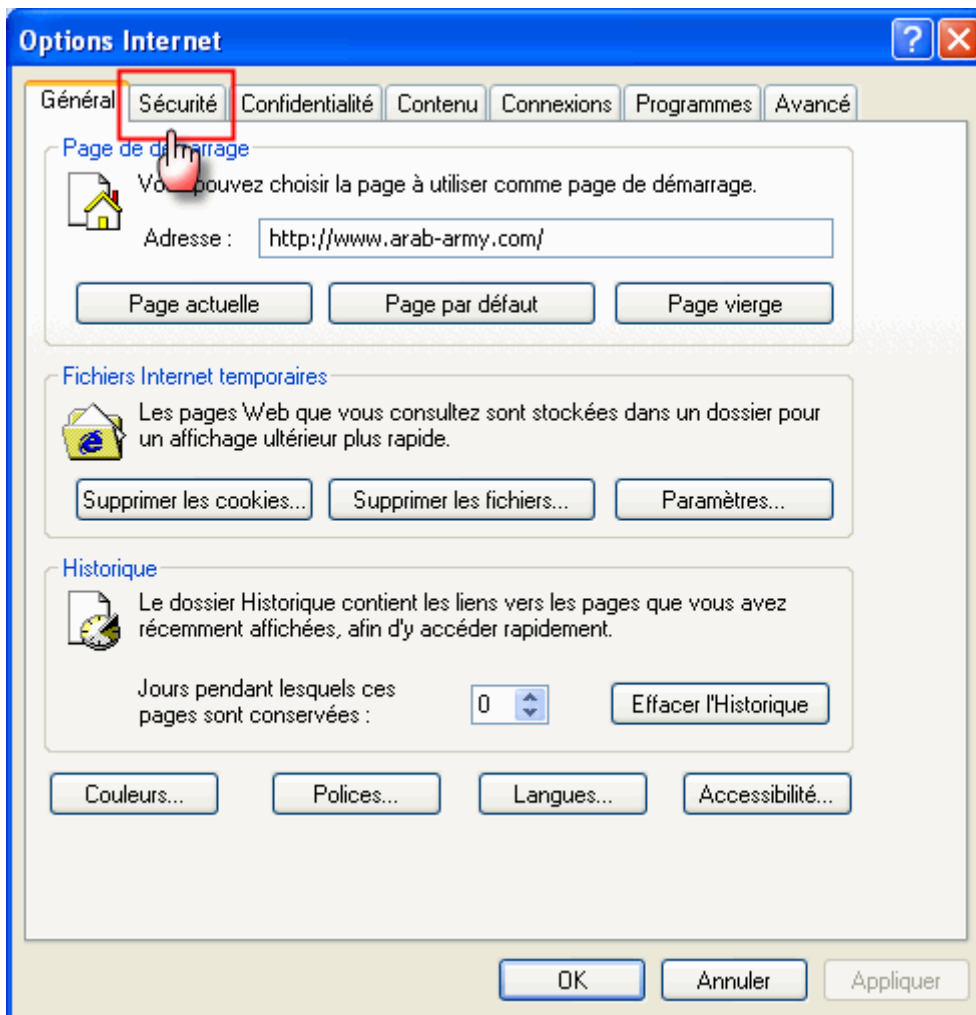 Options Internet
Général Sécurité Confidentialité Contenu Connexions Programmes Avancé
Page de démarrage
Vous pouvez choisir la page à utiliser comme page de démarrage.
Adresse : http://www.arab-army.com/
Page actuelle Page par défaut Page vierge
Fichiers Internet temporaires
Les pages Web que vous consultez sont stockées dans un dossier pour
un affichage ultérieur plus rapide.
Supprimer les cookies... Supprimer les fichiers... Paramètres...
Historique
Le dossier Historique contient les liens vers les pages que vous avez
récemment affichées, afin d'y accéder rapidement.
Jours pendant lesquels ces
pages sont conservées : 0 Effacer l'Historique
Couleurs... Polices... Langues... Accessibilité...
OK Annuler Appliquer